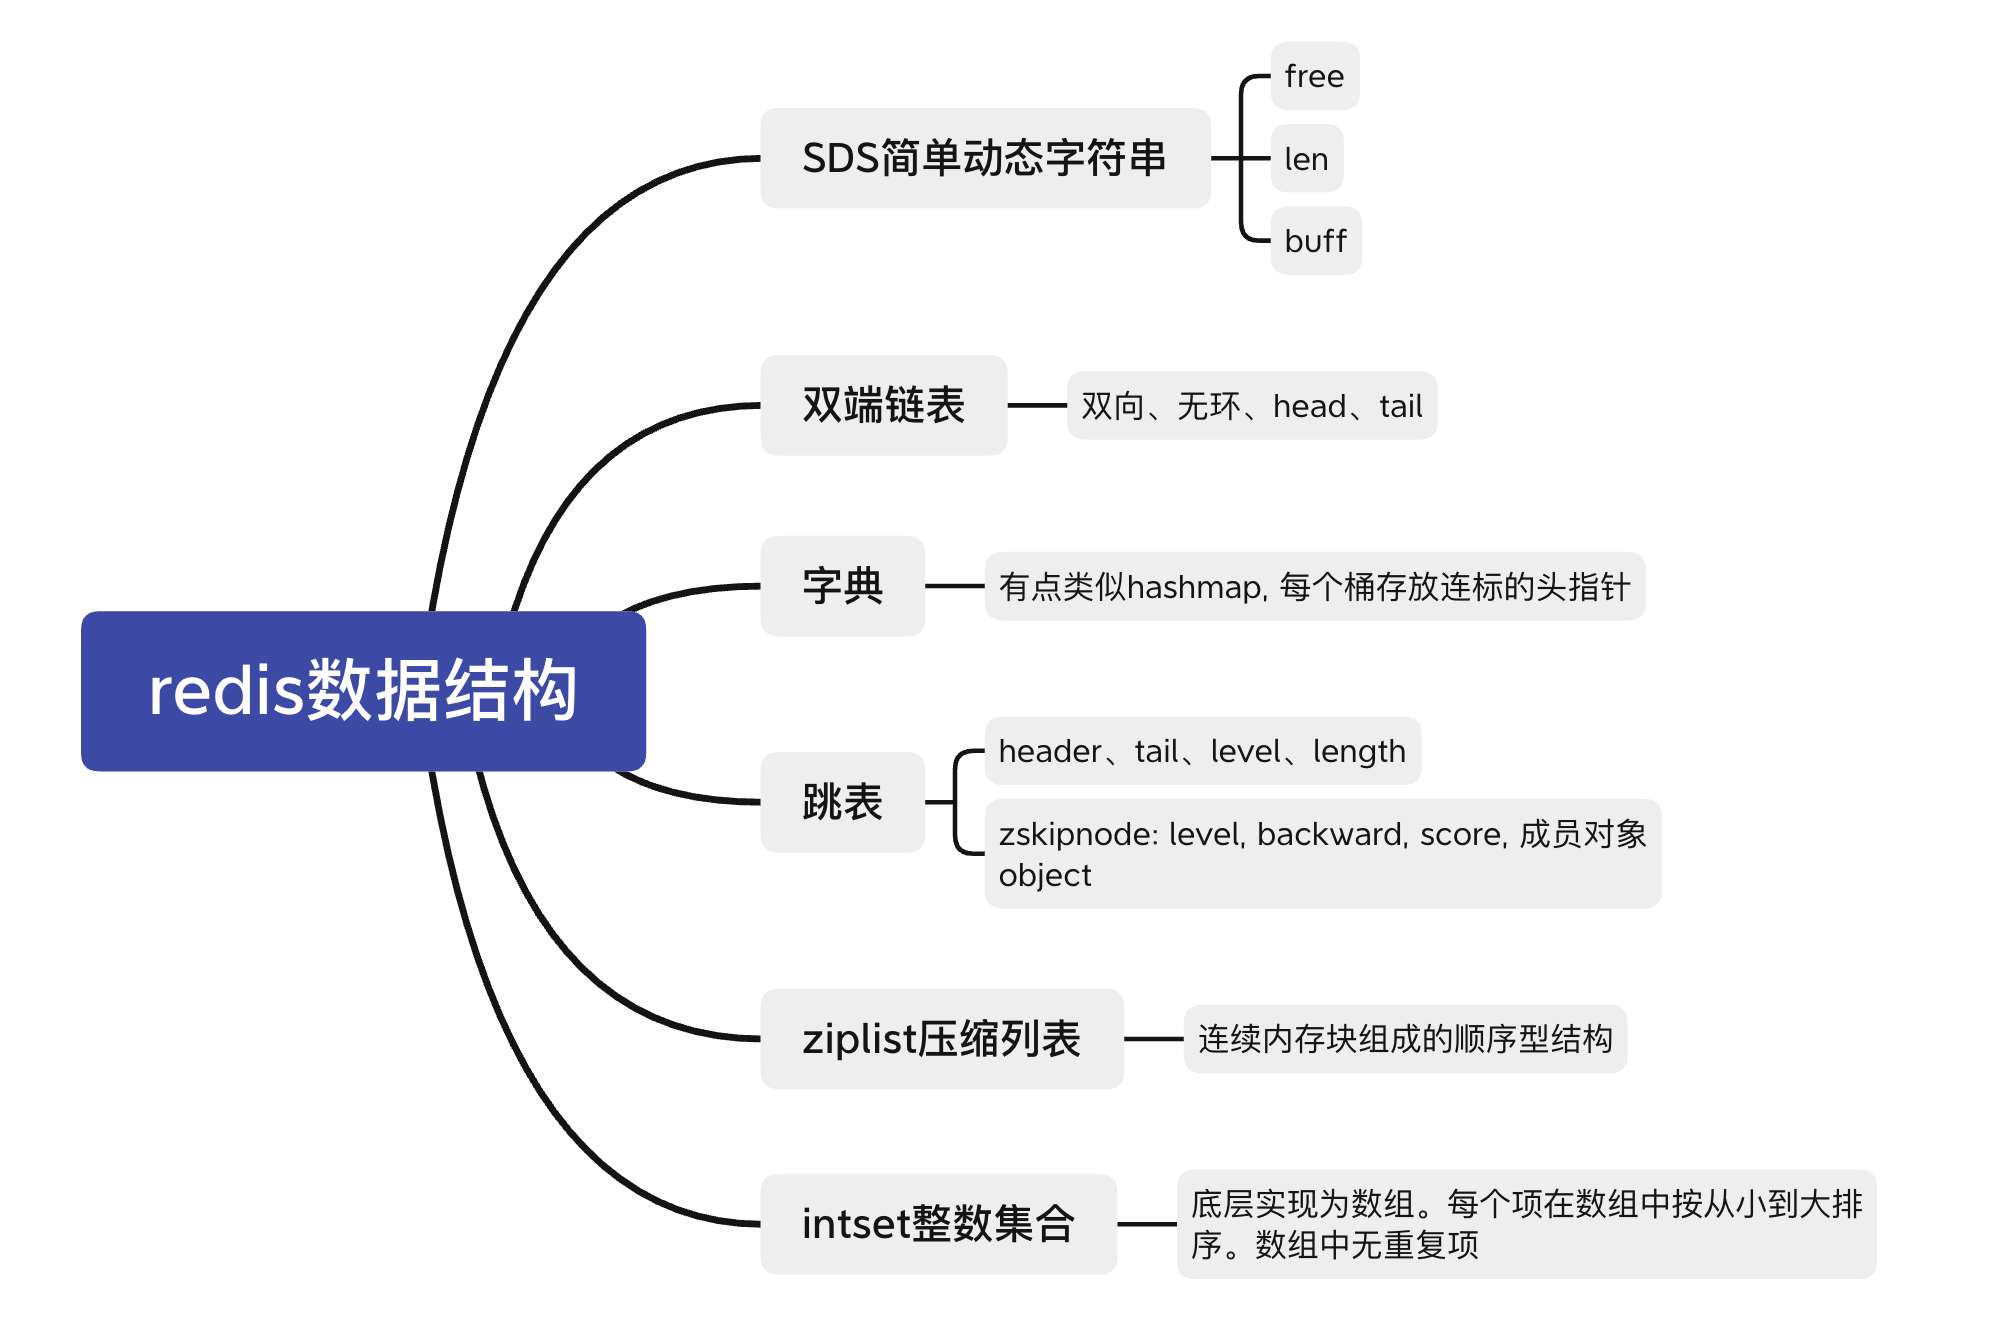 free
SDS简单动态字符串
len
buff
双端链表
双向、无环、head、tail
字典
有点类似hashmap, 每个桶存放连标的头指针
redis数据结构
跳表
header、tail、level、length
zskipnode: level, backward, score, 成员对象
object
ziplist压缩列表
连续内存块组成的顺序型结构
intset整数集合
底层实现为数组。每个项在数组中按从小到大排
序。数组中无重复项